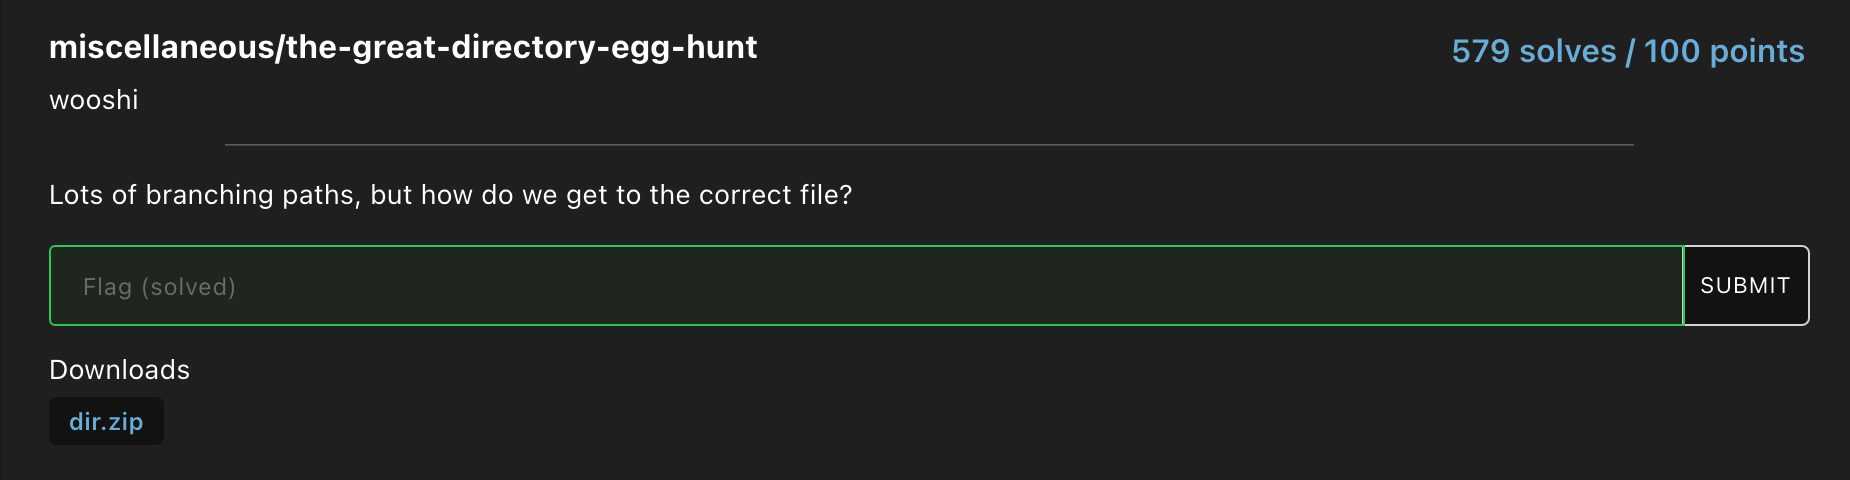 miscellaneous/the-great-directory-egg-hunt
579 solves / 100 points
wooshi
Lots of branching paths, but how do we get to the correct file?
Flag (solved)
SUBMIT
Downloads
dir.zip